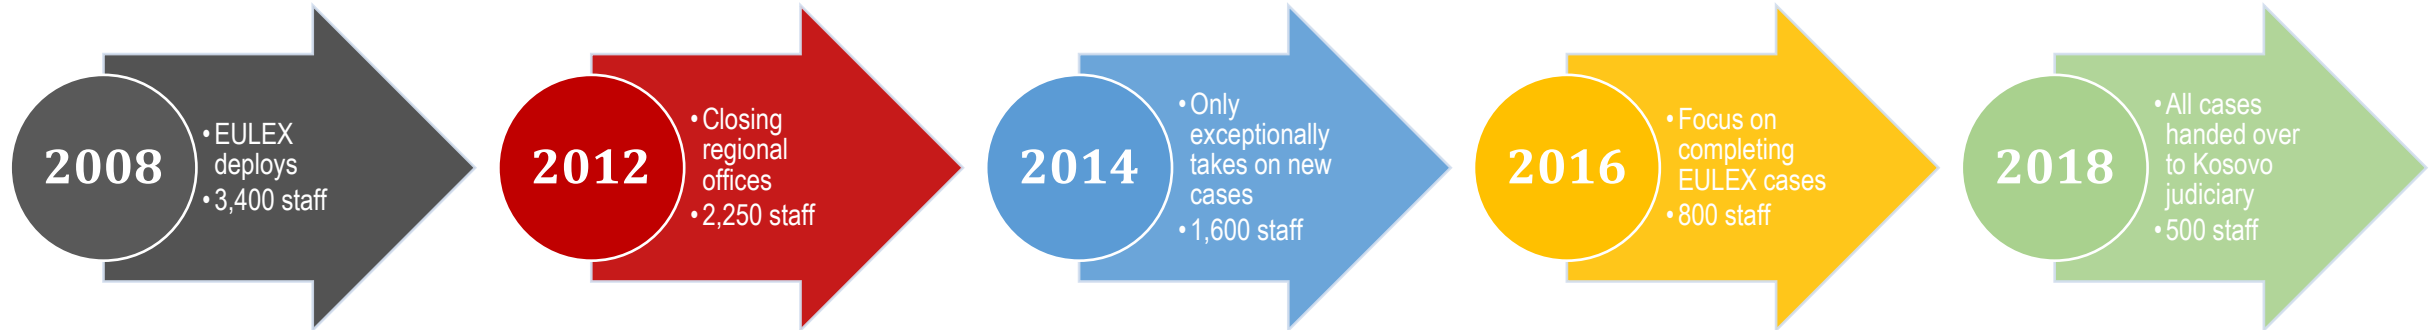 2008
• EULEX
deploys
• 3,400 staff
2012
• Closing
regional
offices
• 2,250 staff
2014
• Only
exceptionally
takes on new
cases
• 1,600 staff
2016
• Focus on
completing
EULEX cases
• 800 staff
2018
• All cases
handed over
to Kosovo
judiciary
• 500 staff